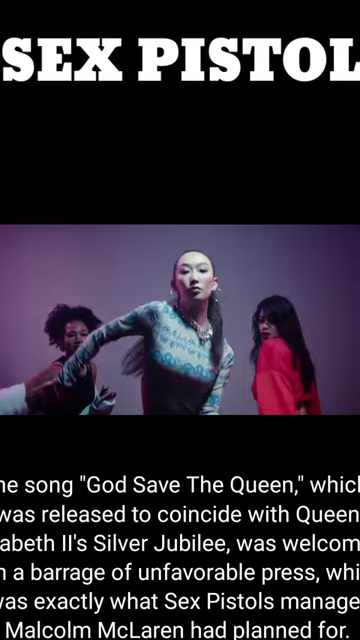 SEX PISTOL
he song "God Save The Queen," which
was released to coincide with Queen
abeth II's Silver Jubilee, was welcom
h a barrage of unfavorable press, whi
was exactly what Sex Pistols manage
Malcolm McLaren had planned for